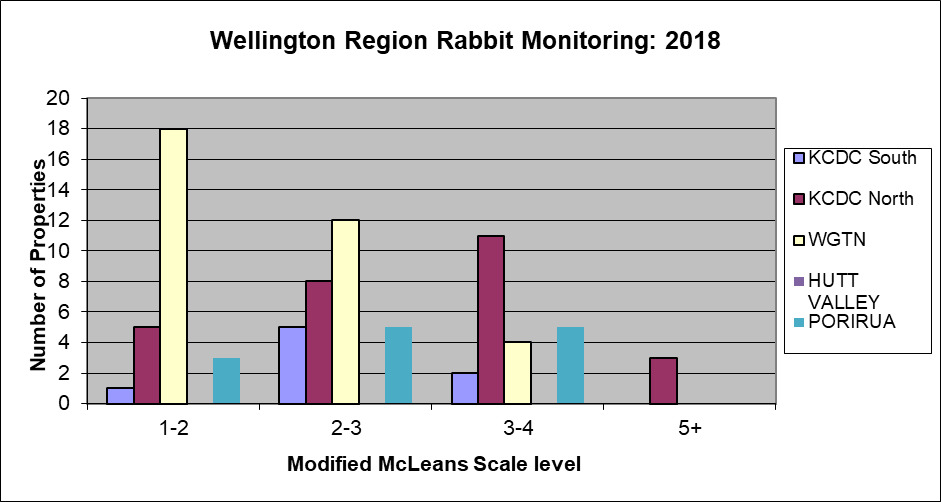 Wellington Region Rabbit Monitoring: 2018
20
18
16
14
12
10
8
6
4
2
0
Number of Properties
1-2 2-3 3-4 5+
Modified McLeans Scale level
KCDC South
KCDC North
WGTN
HUTT
VALLEY
PORIRUA